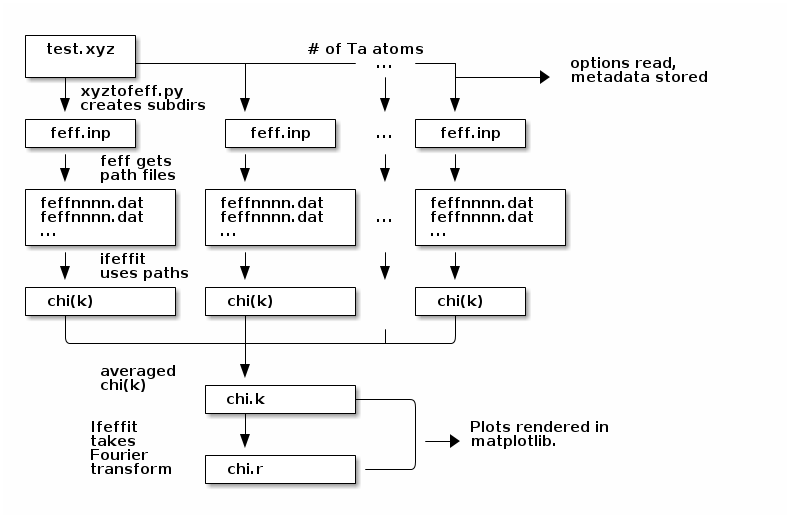 test.xyz
# of Ta atoms
...
options read,
metadata stored
xyztofeff.py
creates subdirs
feff.inp
feff.inp
...
feff.inp
feff gets
path files
feffnnnn.dat
feffnnnn.dat
...
feffnnnn.dat
feffnnnn.dat
...
...
feffnnnn.dat
feffnnnn.dat
...
ifeffit
uses paths
chi(k)
chi(k)
chi(k)
averaged
chi(k)
chi.k
Ifeffit
takes
Fourier
transform
Plots rendered in
matplotlib.
chi.r